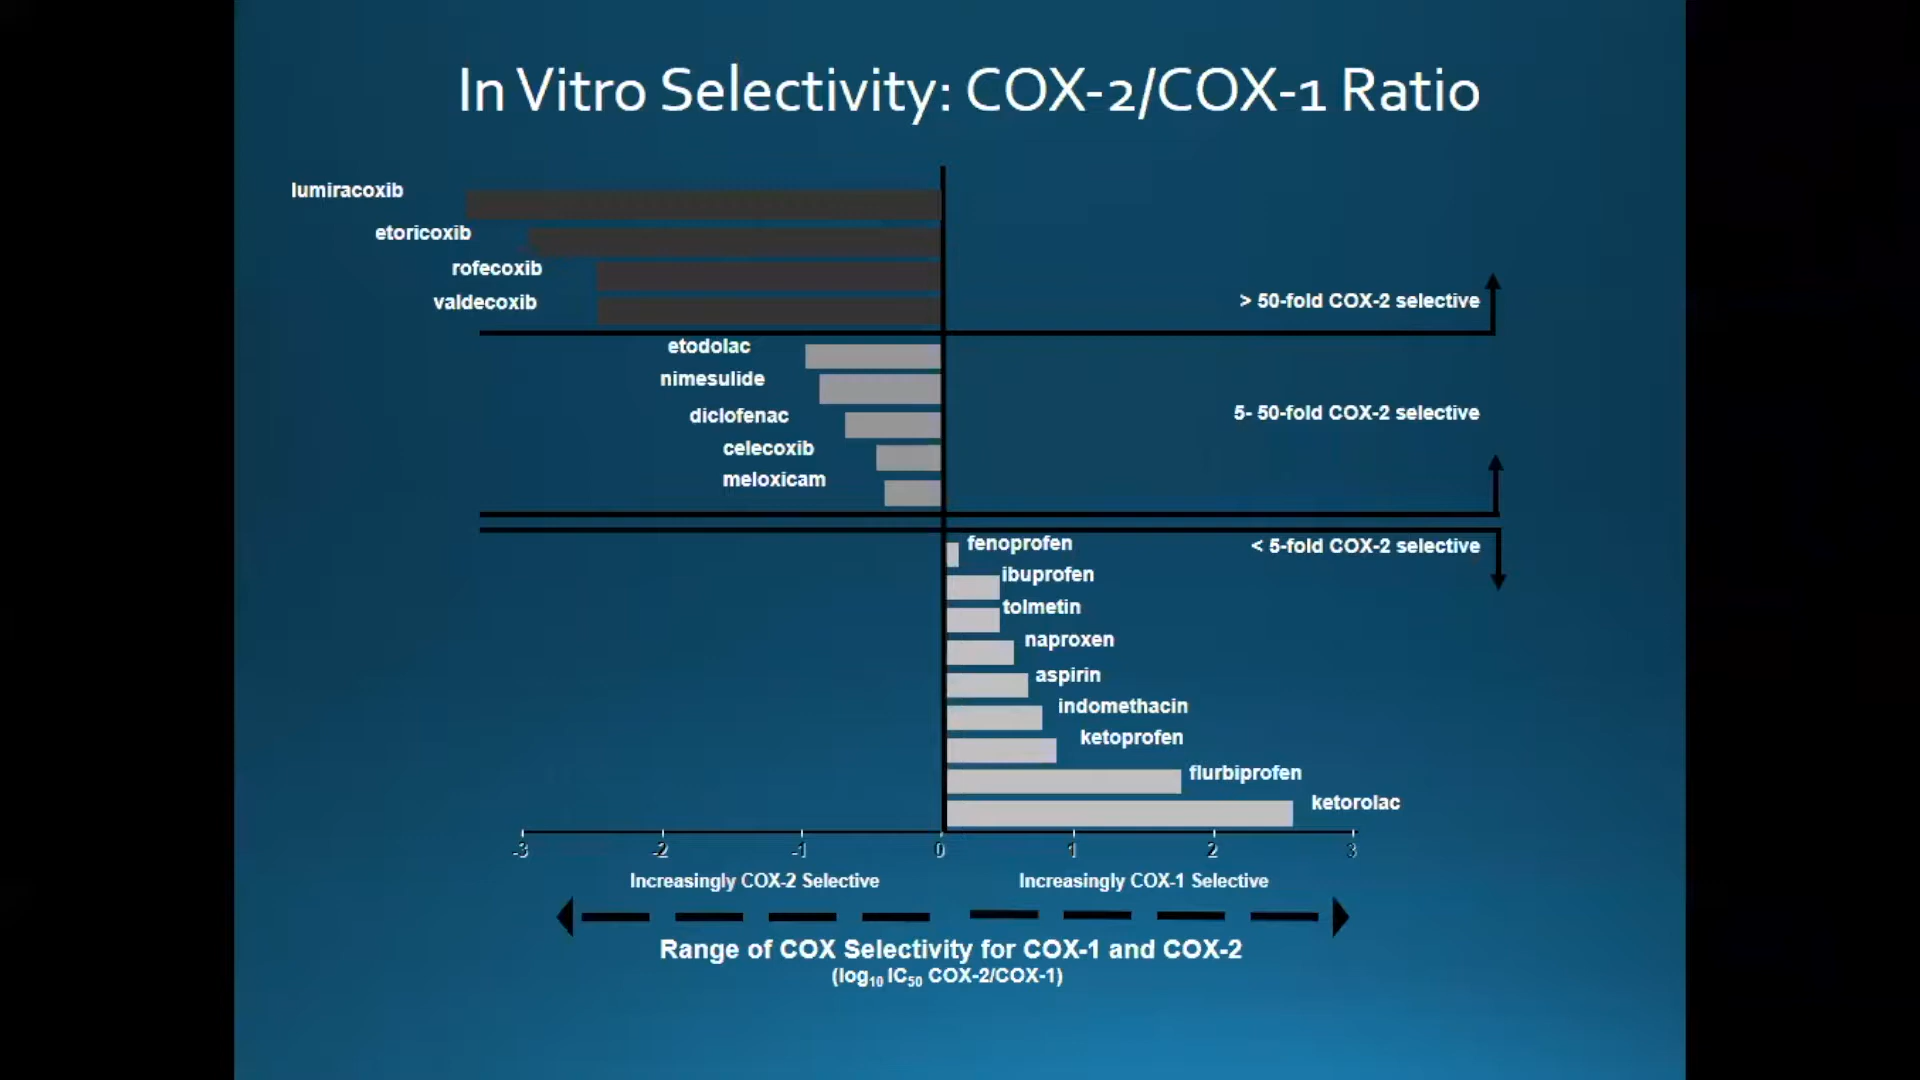 In Vitro Selectivity: COX-2/COX-1 Ratio
lumiracoxib
etoricoxib
rofecoxib
valdecoxib
> 50-fold COX-2 selective
etodolac
nimesulide
diclofenac
5- 50-fold COX-2 selective
celecoxib
meloxicam
fenoprofen
< 5-fold COX-2 selective
ibuprofen
tolmetin
naproxen
aspirin
indomethacin
ketoprofen
flurbiprofen
ketorolac
-3 -2 -1 0 1 2 3
Increasingly COX-2 Selective Increasingly COX-1 Selective
Range of COX Selectivity for COX-1 and COX-2
(log10 IC50 COX-2/COX-1)